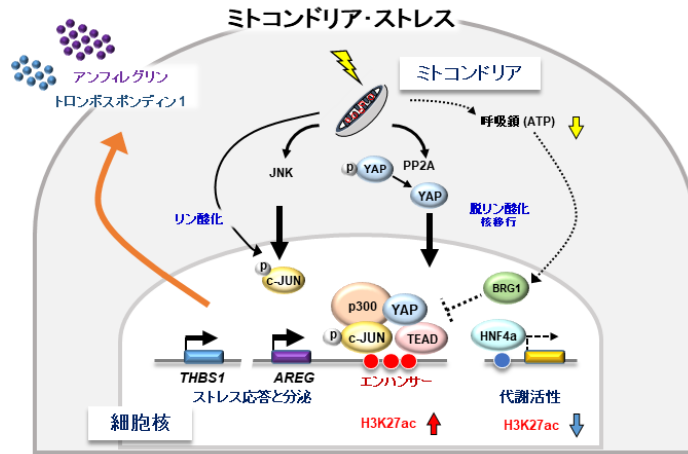 ミトコンドリア・ストレス
アンフィレグリン
トロンボスポンディン1
ミトコンドリア
呼吸鎖 (ATP)
JNK
PP2A
p
YAP
YAP
リン酸化
脱リン酸化
核移行
p
c-JUN
p300
YAP
BRG1
p
c-JUN
TEAD
HNF4a
THBS1
AREG
エンハンサー
ストレス応答と分泌
代謝活性
細胞核
H3K27ac
H3K27ac